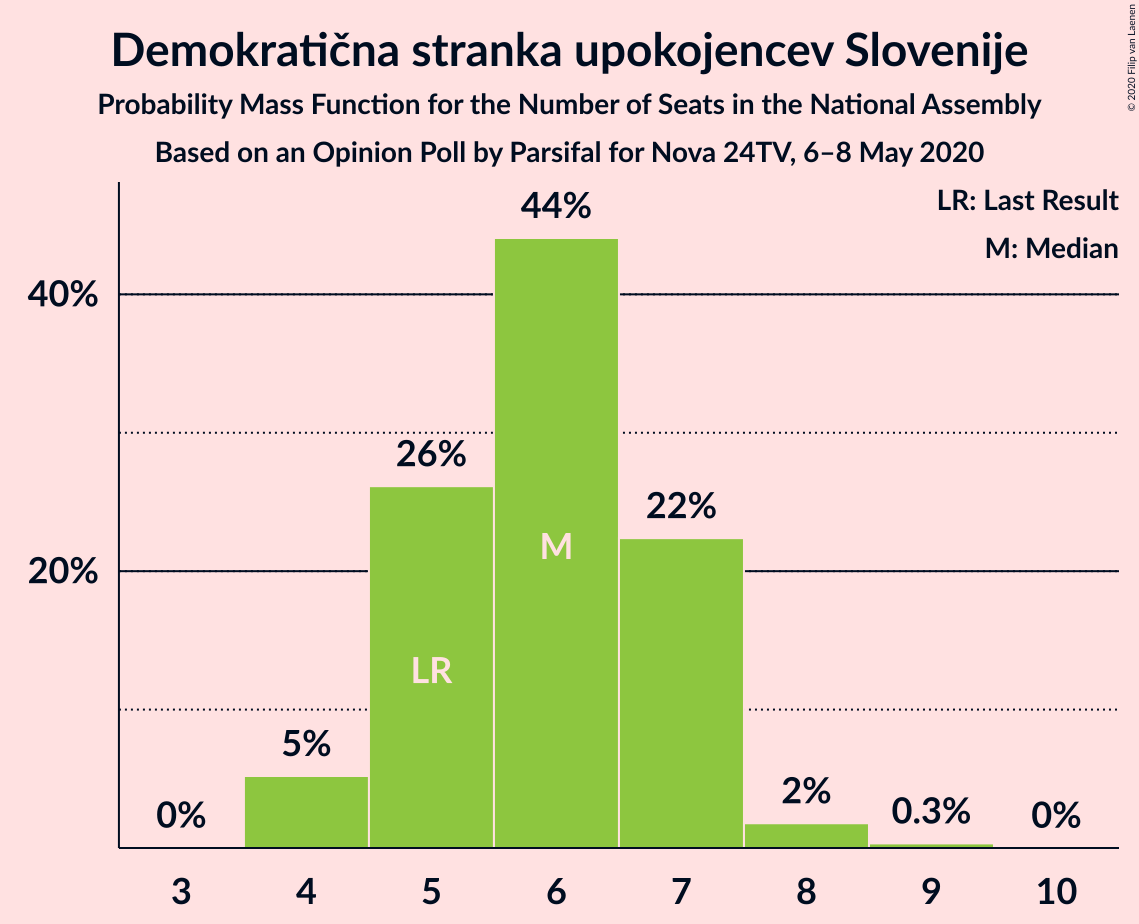 Demokratična stranka upokojencev Slovenije
Probability Mass Function for the Number of Seats in the National Assembly
Based on an Opinion Poll by Parsifal for Nova 24TV, 6–8 May 2020
© 2020 Filip van Laenen
LR: Last Result
M: Median
44%
40%
26%
22%
M
20%
LR
5%
2%
0%
0.3%
0%
3 4 5 6 7 8 9 10